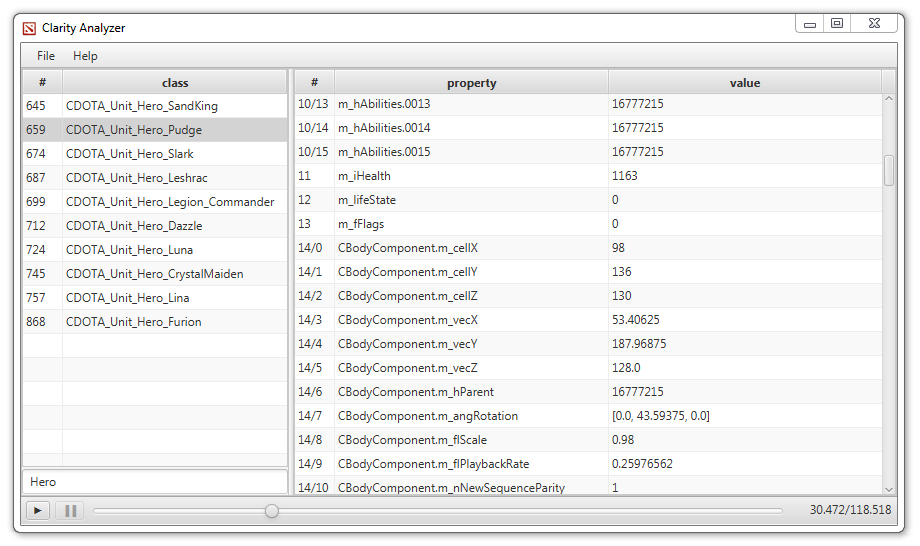 Clarity Analyzer
File Help
# class
645 CDOTA_Unit_Hero_SandKing
659 CDOTA_Unit_Hero_Pudge
674 CDOTA_Unit_Hero_Slark
687 CDOTA_Unit_Hero_Leshrac
699 CDOTA_Unit_Hero_Legion_Commander
712 CDOTA_Unit_Hero_Dazzle
724 CDOTA_Unit_Hero_Luna
745 CDOTA_Unit_Hero_CrystalMaiden
757 CDOTA_Unit_Hero_Lina
868 CDOTA_Unit_Hero_Furion
Hero
# property value
10/13 m_hAbilities.0013 16777215
10/14 m_hAbilities.0014 16777215
10/15 m_hAbilities.0015 16777215
11 m_iHealth 1163
12 m_lifeState 0
13 m_fFlags 0
14/0 CBodyComponent.m_cellX 98
14/1 CBodyComponent.m_cellY 136
14/2 CBodyComponent.m_cellZ 130
14/3 CBodyComponent.m_vecX 53.40625
14/4 CBodyComponent.m_vecY 187.96875
14/5 CBodyComponent.m_vecZ 128.0
14/6 CBodyComponent.m_hParent 16777215
14/7 CBodyComponent.m_angRotation [0.0, 43.59375, 0.0]
14/8 CBodyComponent.m_flScale 0.98
14/9 CBodyComponent.m_flPlaybackRate 0.25976562
14/10 CBodyComponent.m_nNewSequenceParity 1
30.472/118.518